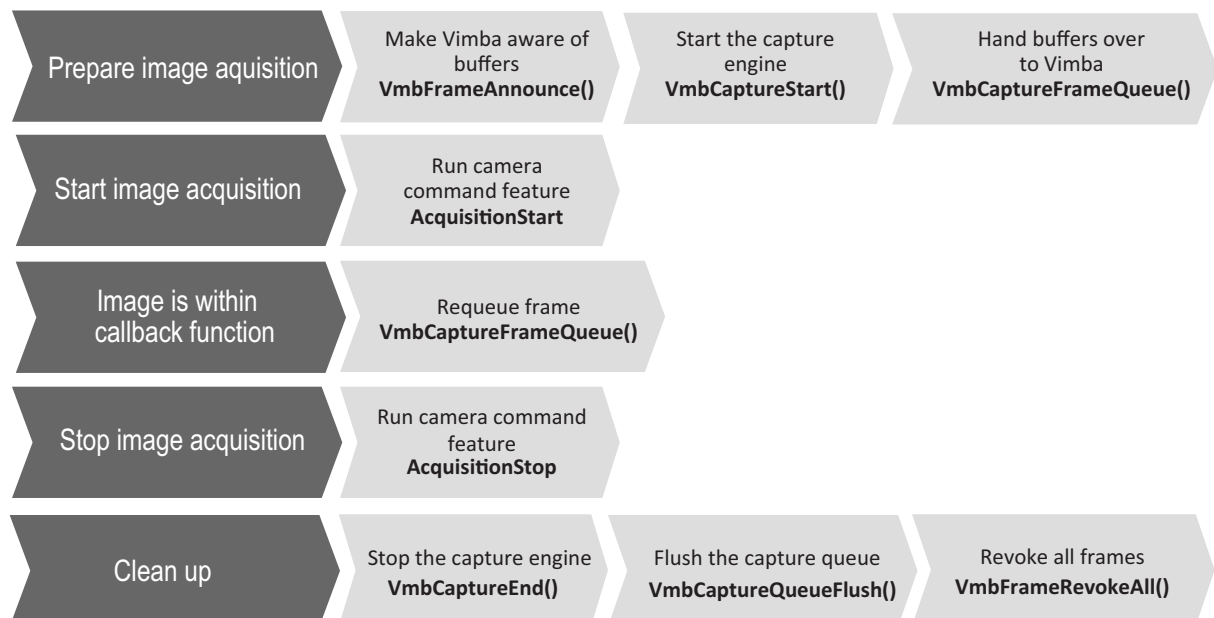 Prepare image aquisition
Make Vimba aware of
buffers
VmbFrameAnnounce()
Start the capture
engine
VmbCaptureStart()
Hand buffers over
to Vimba
VmbCaptureFrameQueue()
Start image acquisition
Run camera
command feature
AcquisitionStart
Image is within
callback function
Requeue frame
VmbCaptureFrameQueue()
Stop image acquisition
Run camera command
feature
AcquisitionStop
Clean up
Stop the capture engine
VmbCaptureEnd()
Flush the capture queue
VmbCaptureQueueFlush()
Revoke all frames
VmbFrameRevokeAll()